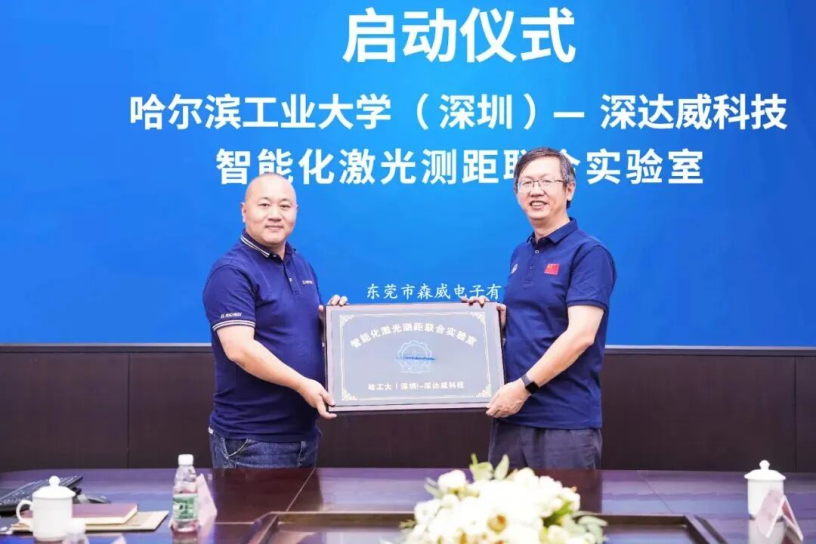 启动仪式
哈尔滨工业大学（深圳）— 深达威科技
智能化激光测距联合实验室
东莞市森威电子有
智能化激光测距联合实验室
哈工大（深圳）-深达威科技